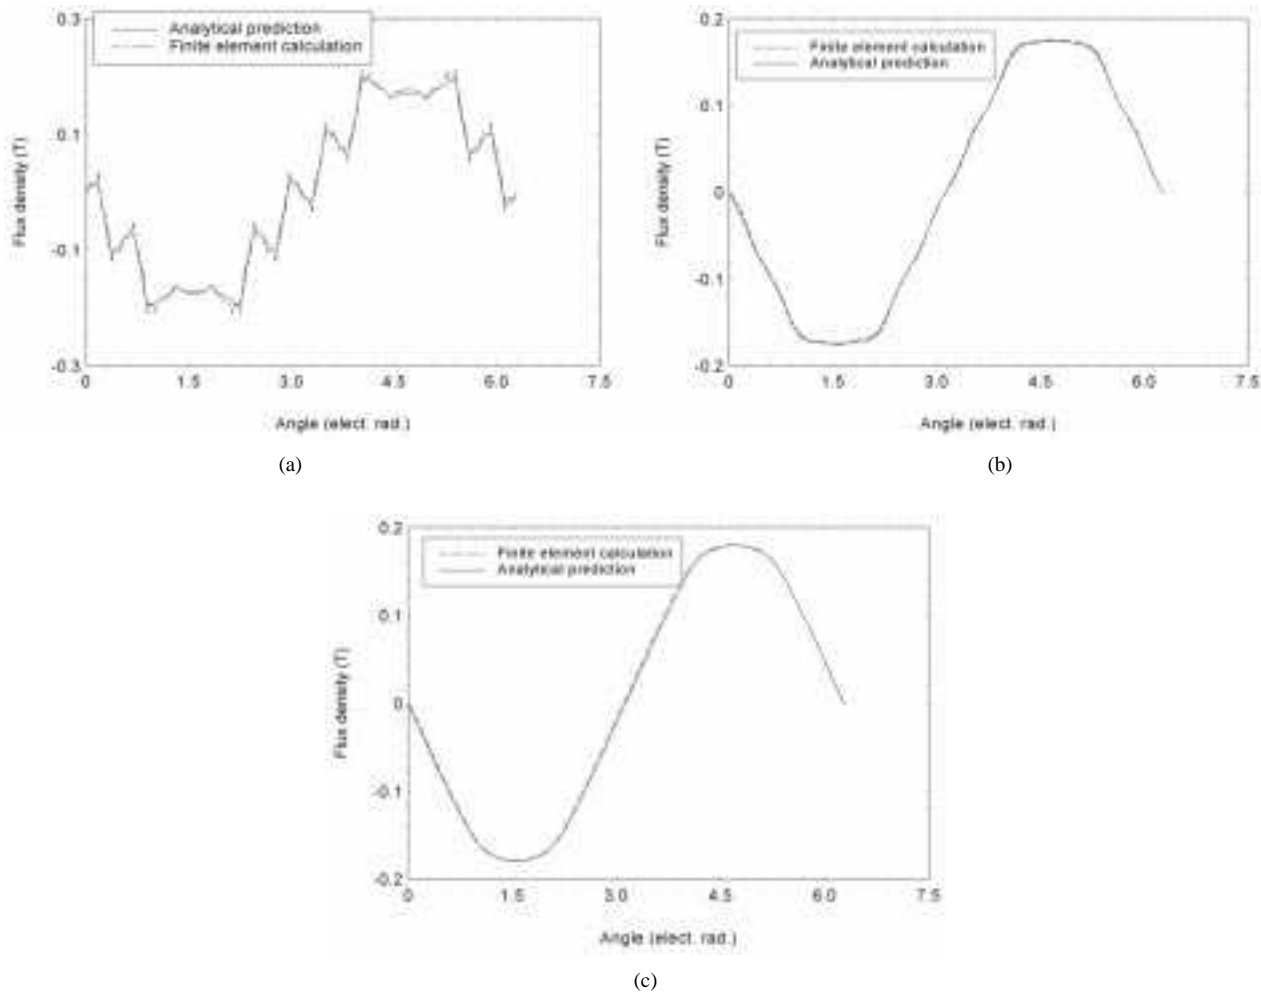 0.3
0.1
-0.1
-0.3
Flux density (T)
Analytical prediction
Finite element calculation
0
1.5
3.0
4.5
6.0
7.5
Angle (elect. rad.)
(a)
0.2
0.1
0
-0.1
-0.2
Flux density (T)
Finite element calculation
Analytical prediction
0
1.5
3.0
4.5
6.0
7.5
Angle (elect. rad.)
(b)
0.2
0.1
0
-0.1
-0.2
Flux density (T)
Finite element calculation
Analytical prediction
0
1.5
3.0
4.5
6.0
7.5
Angle (elect. rad.)
(c)